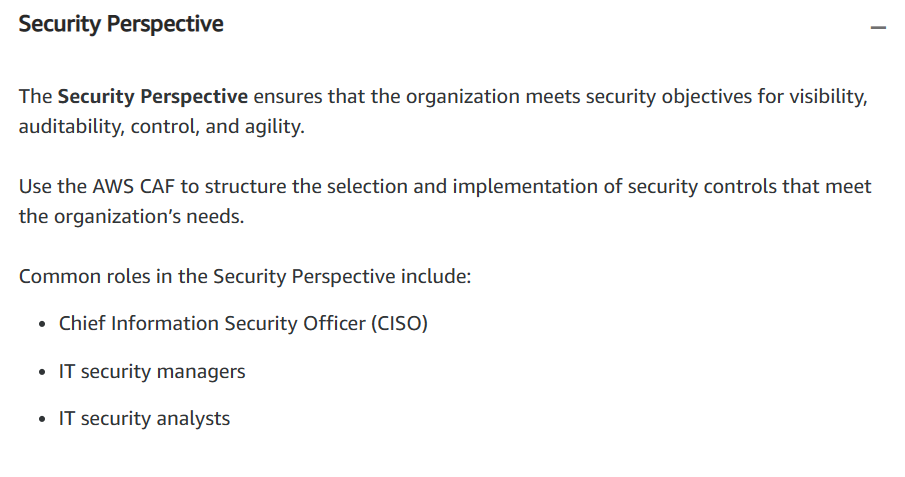 Security Perspective
The Security Perspective ensures that the organization meets security objectives for visibility,
auditability, control, and agility.
Use the AWS CAF to structure the selection and implementation of security controls that meet
the organization’s needs.
Common roles in the Security Perspective include:
• Chief Information Security Officer (CISO)
• IT security managers
• IT security analysts